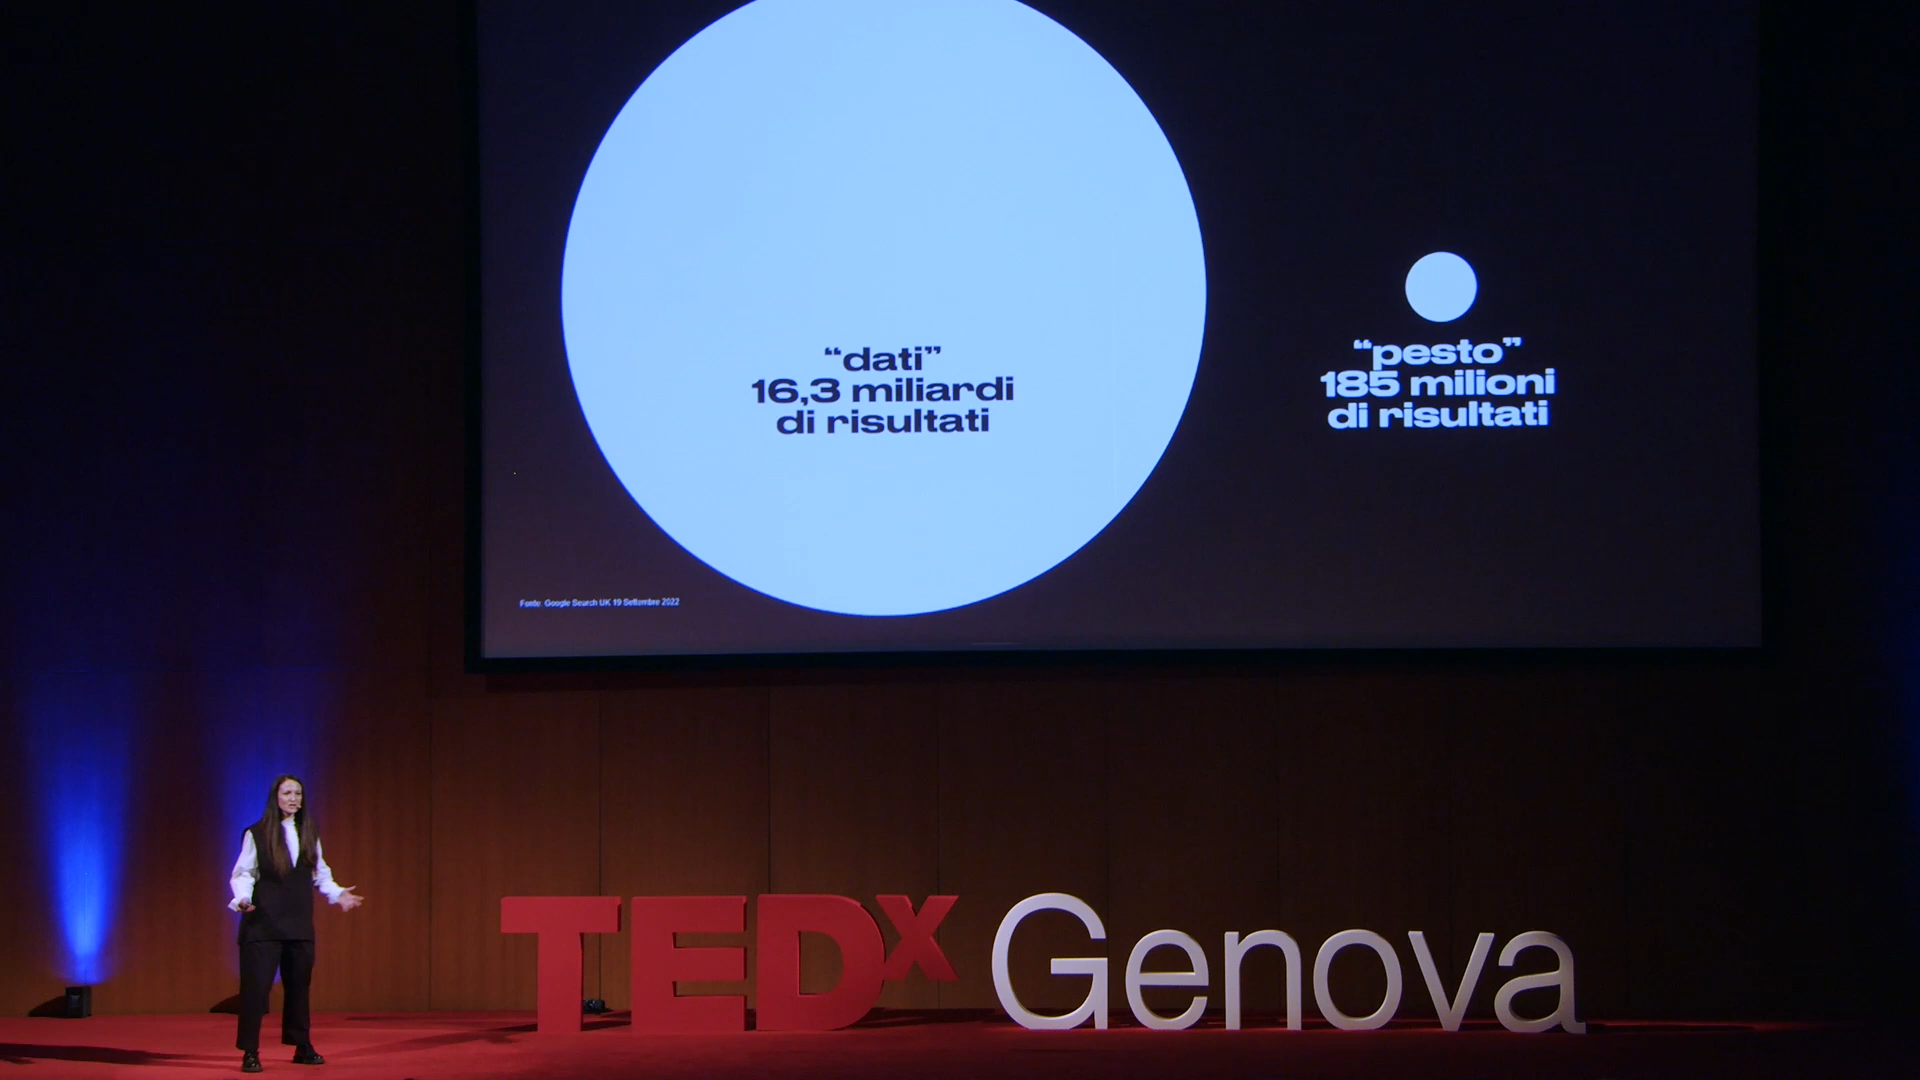 “dati”
16,3 miliardi
di risultati
“pesto”
185 milioni
di risultati
Fonte: Google Search UK 19 Settembre 2022
TEDx Genova